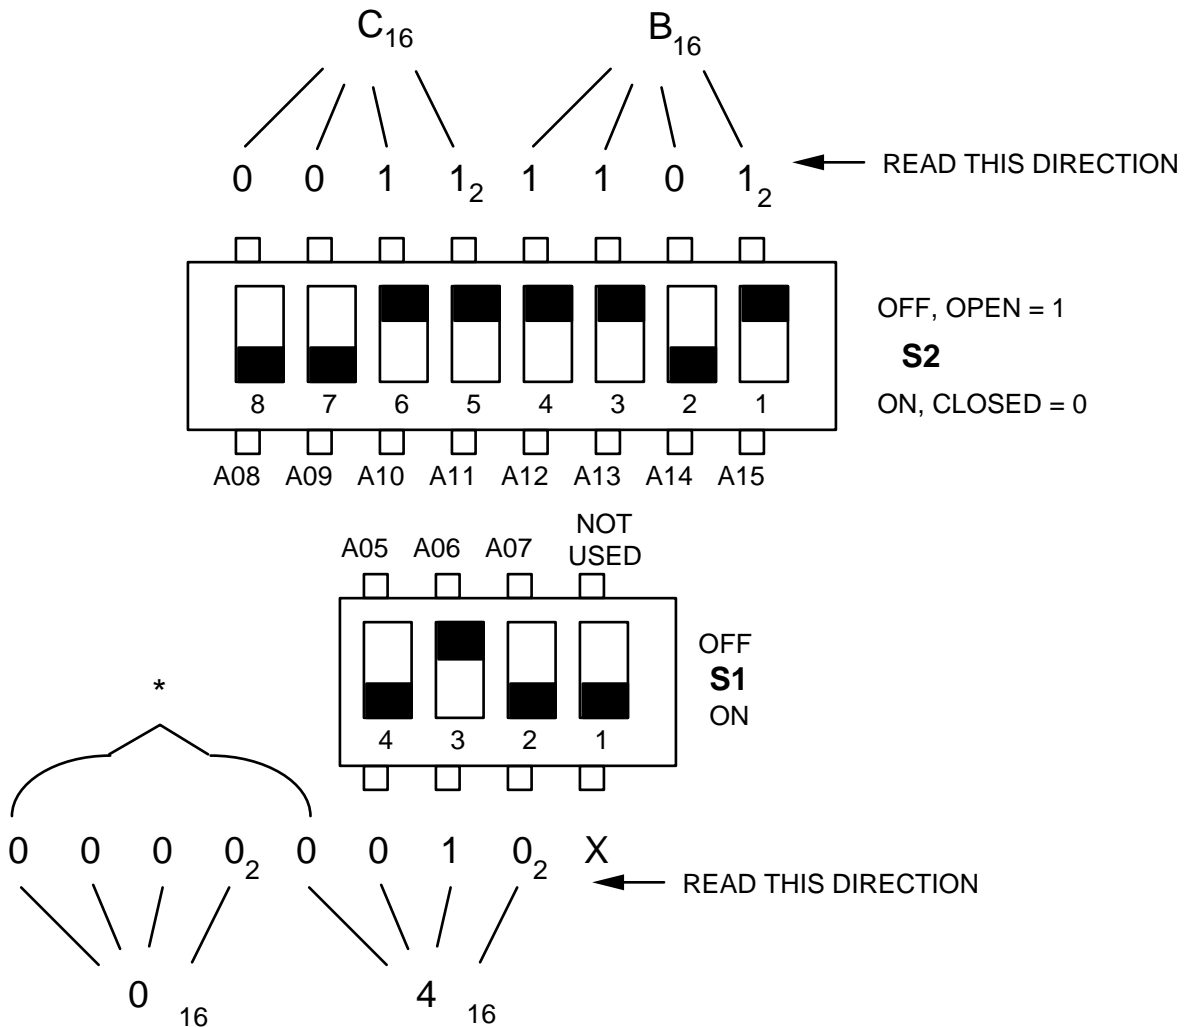 C16 B16
0 0 1 12 1 1 0 12 READ THIS DIRECTION
OFF, OPEN = 1
S2
8 7 6 5 4 3 2 1 ON, CLOSED = 0
A08 A09 A10 A11 A12 A13 A14 A15
NOT
A05 A06 A07 USED
OFF
S1
* ON
4 3 2 1
0 0 0 02 0 0 1 02 X
READ THIS DIRECTION
0 16 4 16